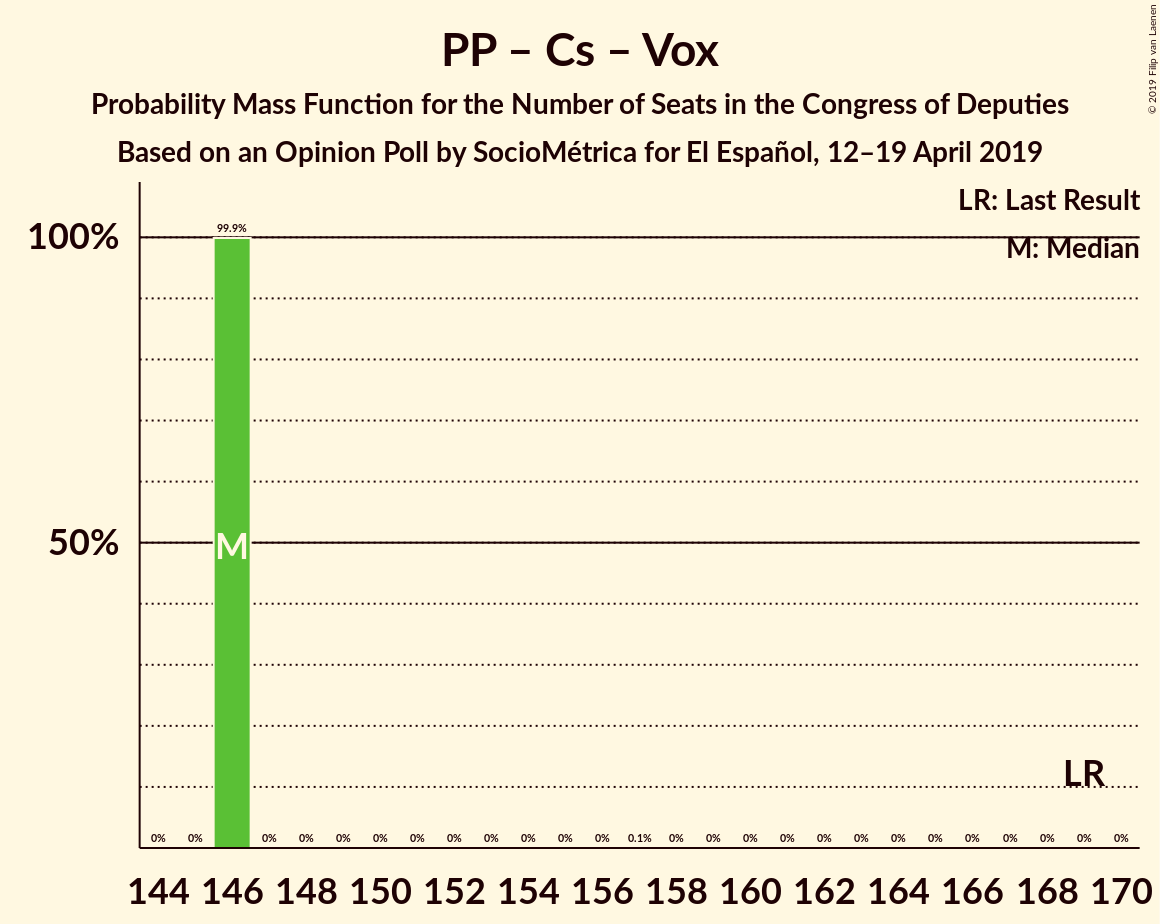 PP – Cs – Vox
Probability Mass Function for the Number of Seats in the Congress of Deputies
Based on an Opinion Poll by SocioMétrica for El Español, 12–19 April 2019
© 2019 Filip van Laenen
LR: Last Result
M: Median
100%
99.9%
50%
M
LR
0% 0% 0% 0% 0% 0% 0% 0% 0% 0% 0% 0% 0.1% 0% 0% 0% 0% 0% 0% 0% 0% 0% 0% 0% 0% 0%
144 146 148 150 152 154 156 158 160 162 164 166 168 170